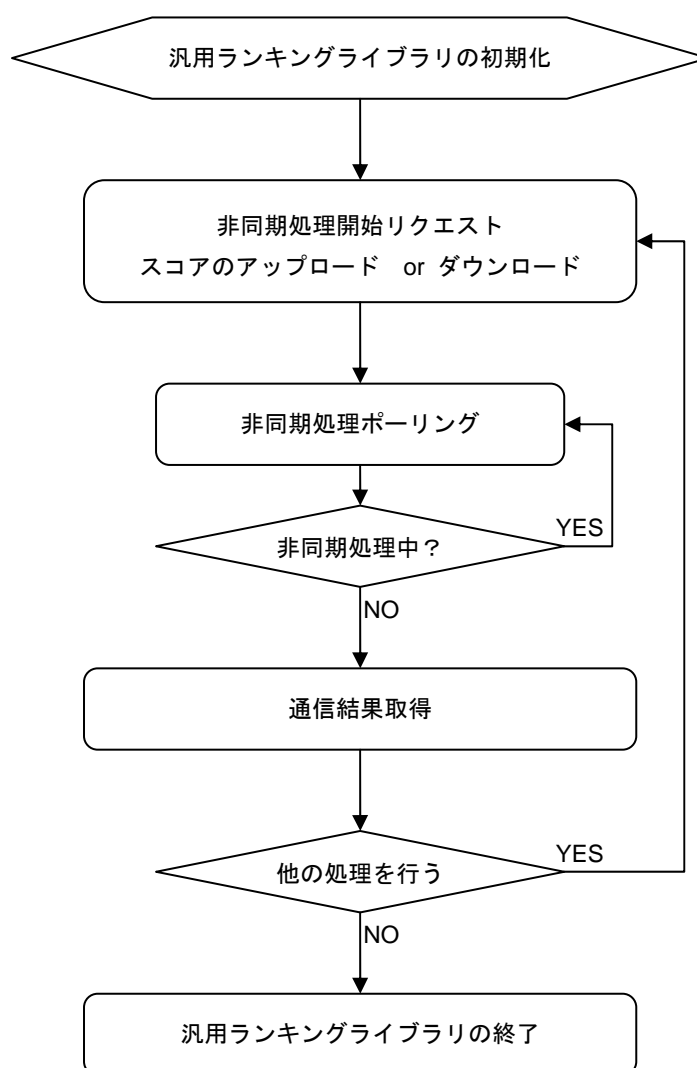 汎用ランキングライブラリの初期化
非同期処理開始リクエスト
スコアのアップロード　or ダウンロード
非同期処理ポーリング
YES
非同期処理中？
NO
通信結果取得
YES
他の処理を行う
NO
汎用ランキングライブラリの終了